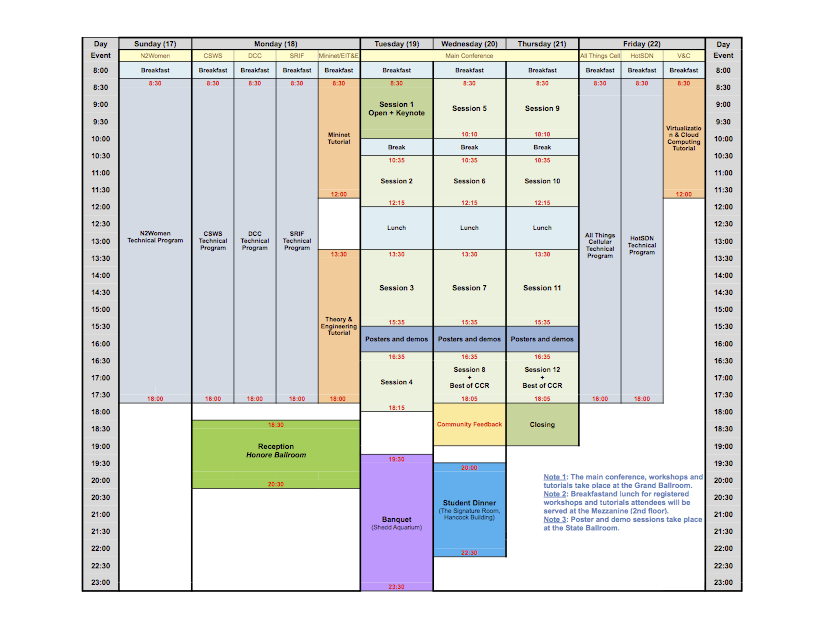 Day Sunday (17) Monday (18) Tuesday (19) Wednesday (20) Thursday (21) Friday (22) Day
Event N2Women CSWS DCC SRIF Mininet/EIT&E Main Conference All Things Cell HotSDN V&C Event
8:00 Breakfast Breakfast Breakfast Breakfast Breakfast Breakfast Breakfast Breakfast Breakfast Breakfast Breakfast 8:00
8:30 8:30 8:30 8:30 8:30 8:30 8:30 8:30 8:30 8:30 8:30 8:30 8:30
9:00 Session 1 Session 5 Session 9 9:00
Open + Keynote
9:30 9:30
Virtualizatio
Mininet 10:10 10:10 n & Cloud
10:00 Tutorial Computing 10:00
Break Break Break Tutorial
10:30 10:35 10:35 10:35 10:30
11:00 Session 2 Session 6 Session 10 11:00
11:30 12:00 12:00 11:30
12:15 12:15 12:15
12:00 12:00
12:30 Lunch Lunch Lunch 12:30
N2Women CSWS DCC SRIF All Things HotSDN
13:00 Technical Program Technical Technical Technical Cellular Technical 13:00
Program Program Program Technical Program
13:30 13:30 13:30 13:30 13:30 Program 13:30
14:00 14:00
14:30 Session 3 Session 7 Session 11 14:30
15:00 15:00
Theory & 15:35 15:35 15:35
15:30 Engineering 15:30
Tutorial
16:00 Posters and demos Posters and demos Posters and demos 16:00
16:30 16:35 16:35 16:35 16:30
Session 8 Session 12
17:00 Session 4 + + 17:00
Best of CCR Best of CCR
17:30 18:00 18:00 18:00 18:00 18:00 18:05 18:05 18:00 18:00 17:30
18:00 18:15 18:00
18:30 18:30 Community Feedback Closing 18:30
19:00 Reception 19:00
Honore Ballroom
19:30 19:30 20:00 19:30
20:00 20:30 20:00
20:30 Student Dinner 20:30
21:00 Banquet (The Signature Room, 21:00
Hancock Building)
21:30 (Shedd Aquarium) 21:30
22:00 22:30 22:00
22:30 22:30
23:00 23:30 23:00
Note 1: The main conference, workshops and
tutorials take place at the Grand Ballroom.
Note 2: Breakfastand lunch for registered
workshops and tutorials attendees will be
served at the Mezzanine (2nd floor).
Note 3: Poster and demo sessions take place
at the State Ballroom.